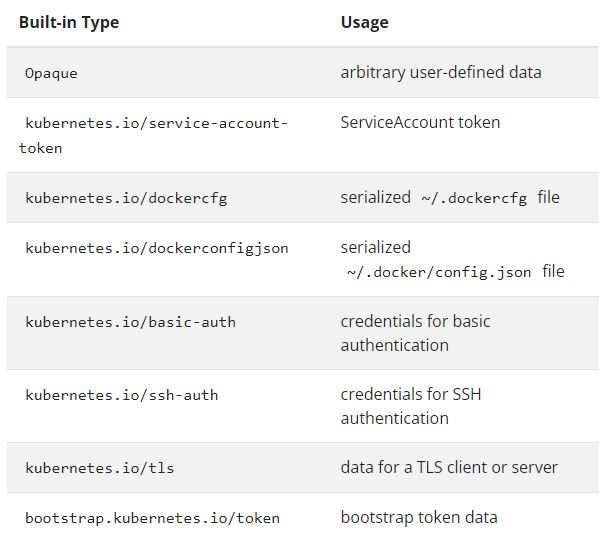 Built-in Type Usage
Opaque arbitrary user-defined data
kubernetes.io/service-account- ServiceAccount token
token
kubernetes.io/dockercfg serialized ~/.dockercfg file
kubernetes.io/dockerconfigjson serialized
~/.docker/config.json file
kubernetes.io/basic-auth credentials for basic
authentication
kubernetes.io/ssh-auth credentials for SSH
authentication
kubernetes.io/tls data for a TLS client or server
bootstrap.kubernetes.io/token bootstrap token data